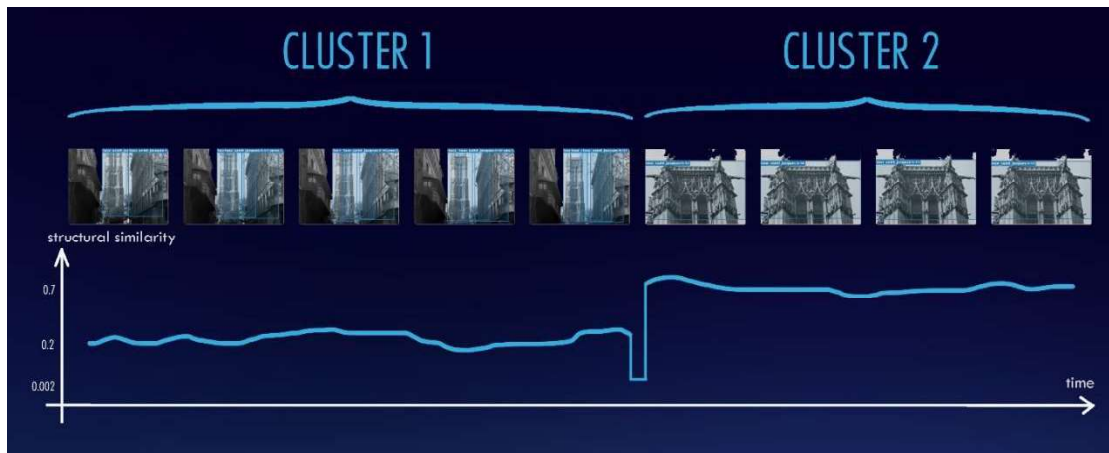 CLUSTER 1
CLUSTER 2
structural similarity
0.7
0.2
0.002
time